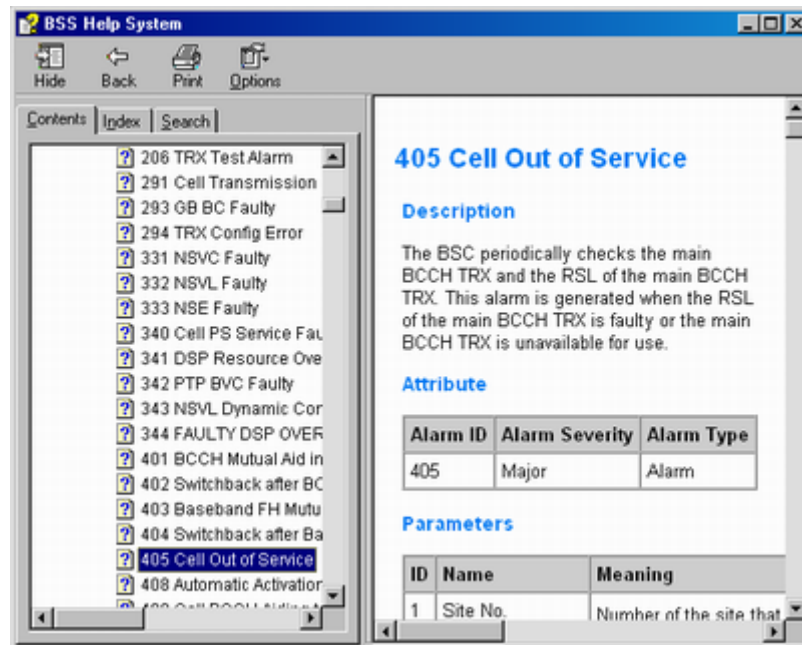 BSS Help System
Hide Back Print Options
Contents Index Search
206 TRX Test Alarm
291 Cell Transmission
293 GB BC Faulty
294 TRX Config Error
331 NSVC Faulty
332 NSVL Faulty
333 NSE Faulty
340 Cell PS Service Fau
341 DSP Resource Ove
342 PTP BVC Faulty
343 NSVL Dynamic Cor
344 FAULTY DSP OVER
401 BCCH Mutual Aid in
402 Switchback after BC
403 Baseband FH Mutu
404 Switchback after Ba
405 Cell Out of Service
408 Automatic Activation
405 Cell Out of Service
Description
The BSC periodically checks the main
BCCH TRX and the RSL of the main BCCH
TRX. This alarm is generated when the RSL
of the main BCCH TRX is faulty or the main
BCCH TRX is unavailable for use.
Attribute
Alarm ID Alarm Severity Alarm Type
405 Major Alarm
Parameters
ID Name Meaning
1 Site No. Number of the site that